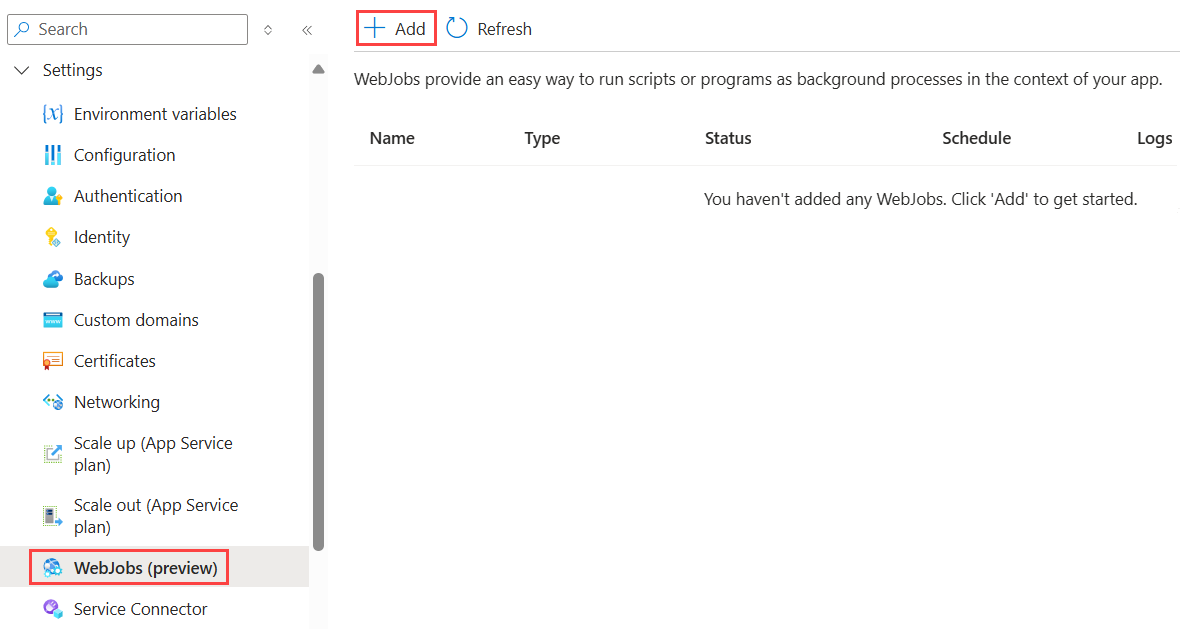 Search
Settings
Environment variables
Configuration
Authentication
Identity
Backups
Custom domains
Certificates
Networking
Scale up (App Service
plan)
Scale out (App Service
plan)
WebJobs (preview)
Service Connector
Add Refresh
WebJobs provide an easy way to run scripts or programs as background processes in the context of your app.
Name Type Status Schedule Logs
You haven't added any WebJobs. Click 'Add' to get started.